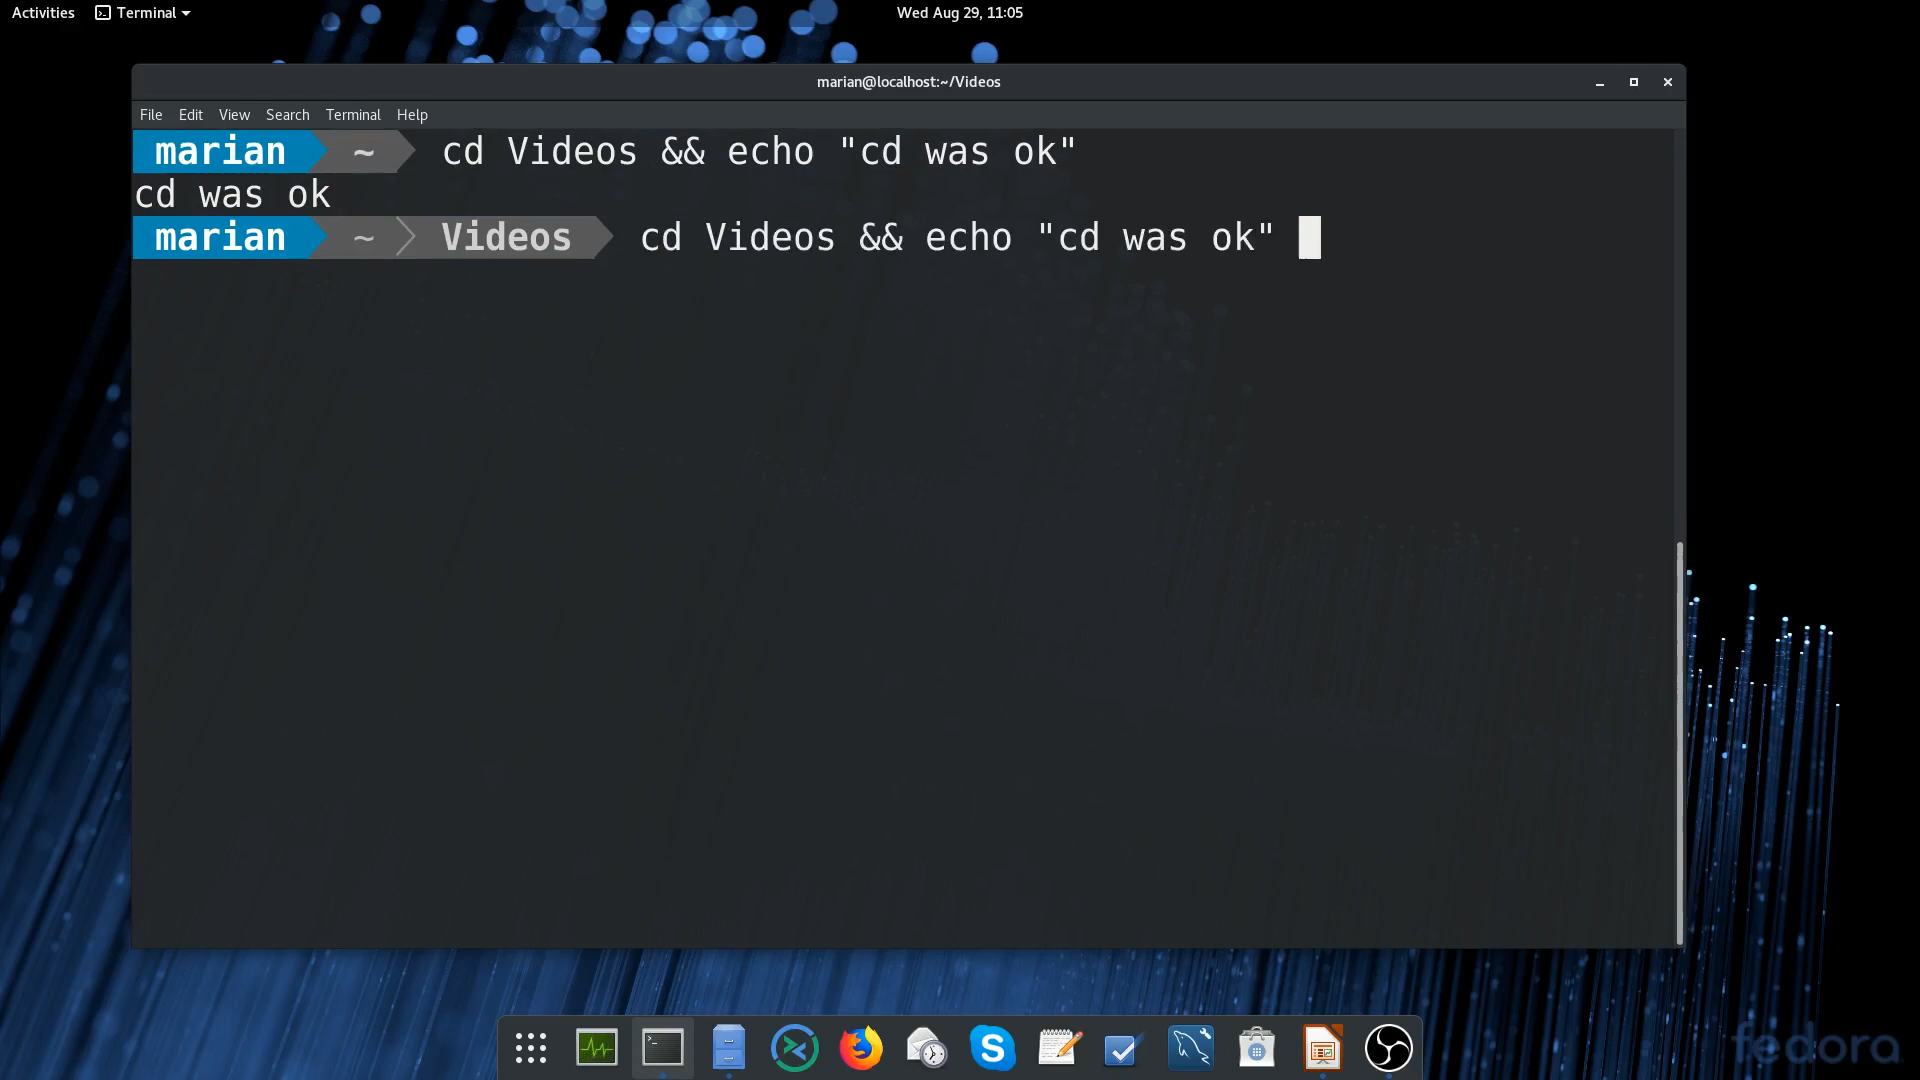 Activities Terminal Wed Aug 29, 11:05
marian@localhost:~/Videos
File Edit View Search Terminal Help
marian ~ cd Videos && echo "cd was ok"
cd was ok
marian ~ Videos cd Videos && echo "cd was ok"
S
fedora